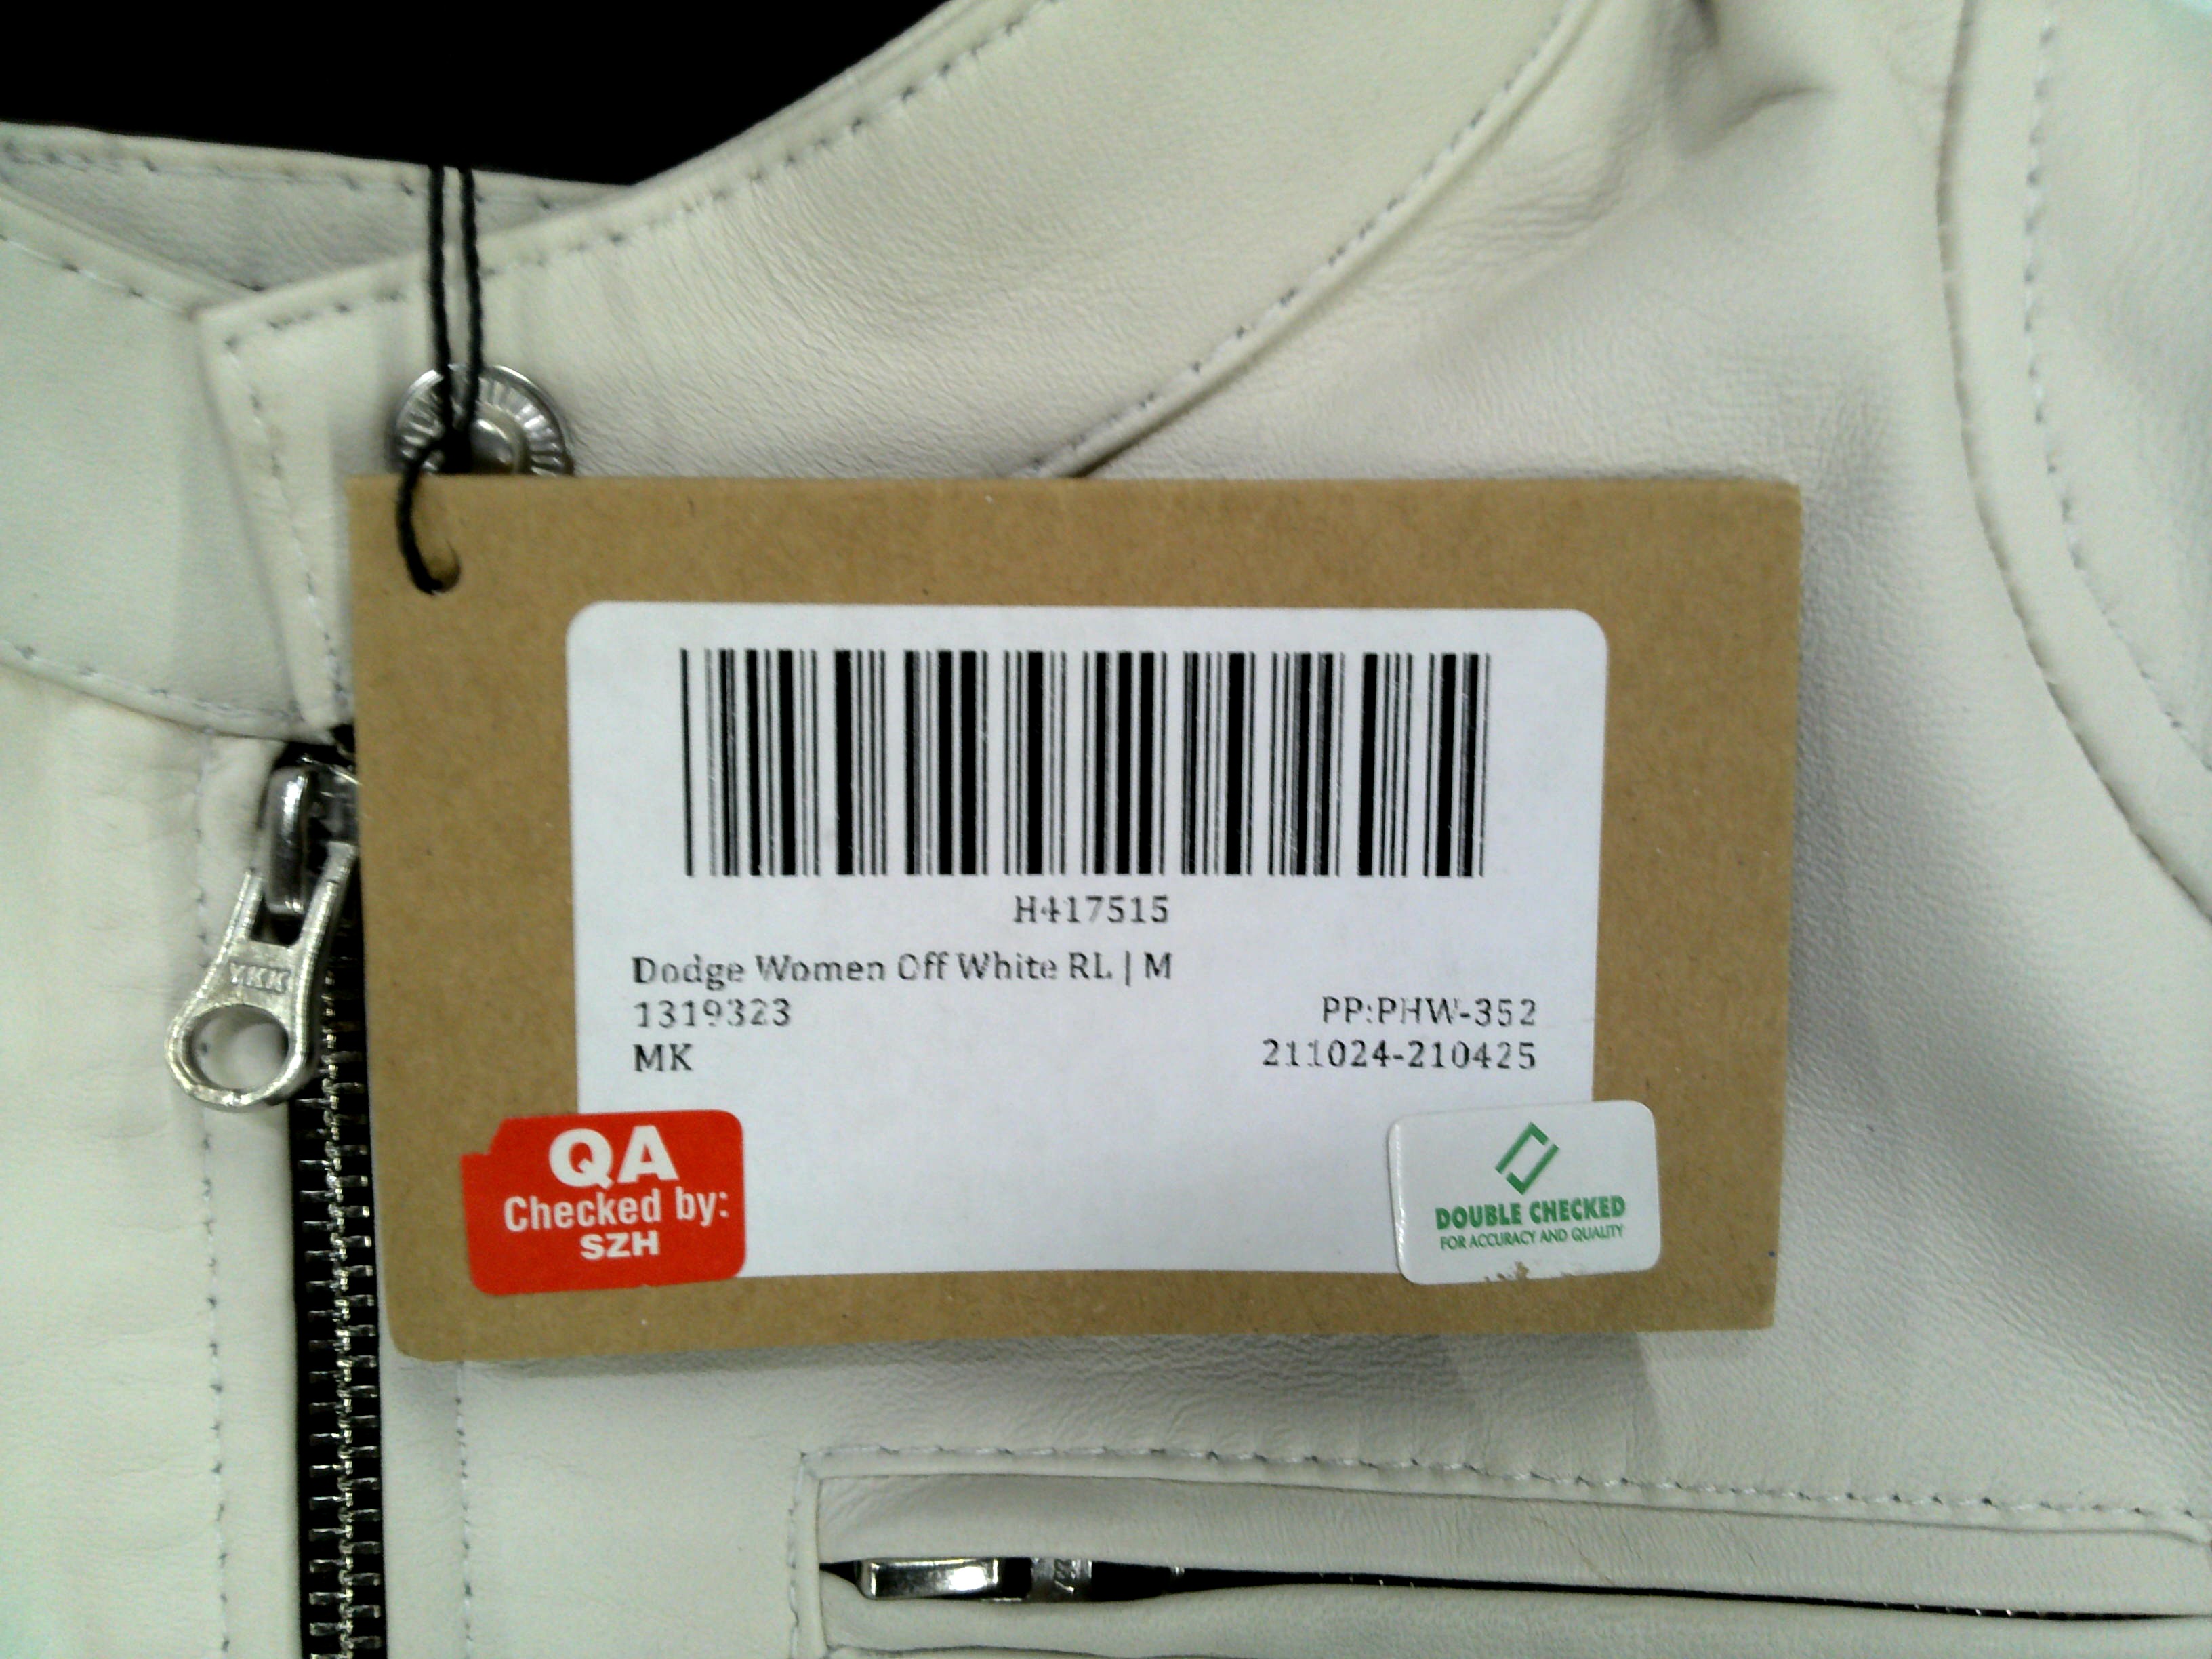 H417515
Dodge Women Off White RL | M
1319323
PP:PHW-352
MK
211024-210425
QA
Checked by:
SZH
DOUBLE CHECKED
FOR ACCURACY AND QUALITY
YKK